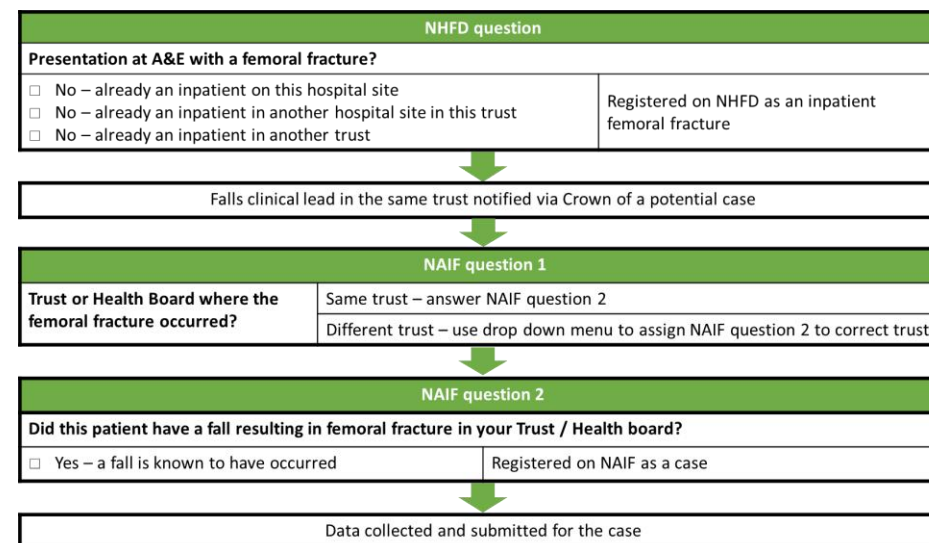 NHFD question
Presentation at A&E with a femoral fracture?
☐ No – already an inpatient on this hospital site
☐ No – already an inpatient in another hospital site in this trust
☐ No – already an inpatient in another trust
Registered on NHFD as an inpatient
femoral fracture
Falls clinical lead in the same trust notified via Crown of a potential case
NAIF question 1
Trust or Health Board where the
femoral fracture occurred?
Same trust – answer NAIF question 2
Different trust – use drop down menu to assign NAIF question 2 to correct trust
NAIF question 2
Did this patient have a fall resulting in femoral fracture in your Trust / Health board?
☐ Yes – a fall is known to have occurred
Registered on NAIF as a case
Data collected and submitted for the case